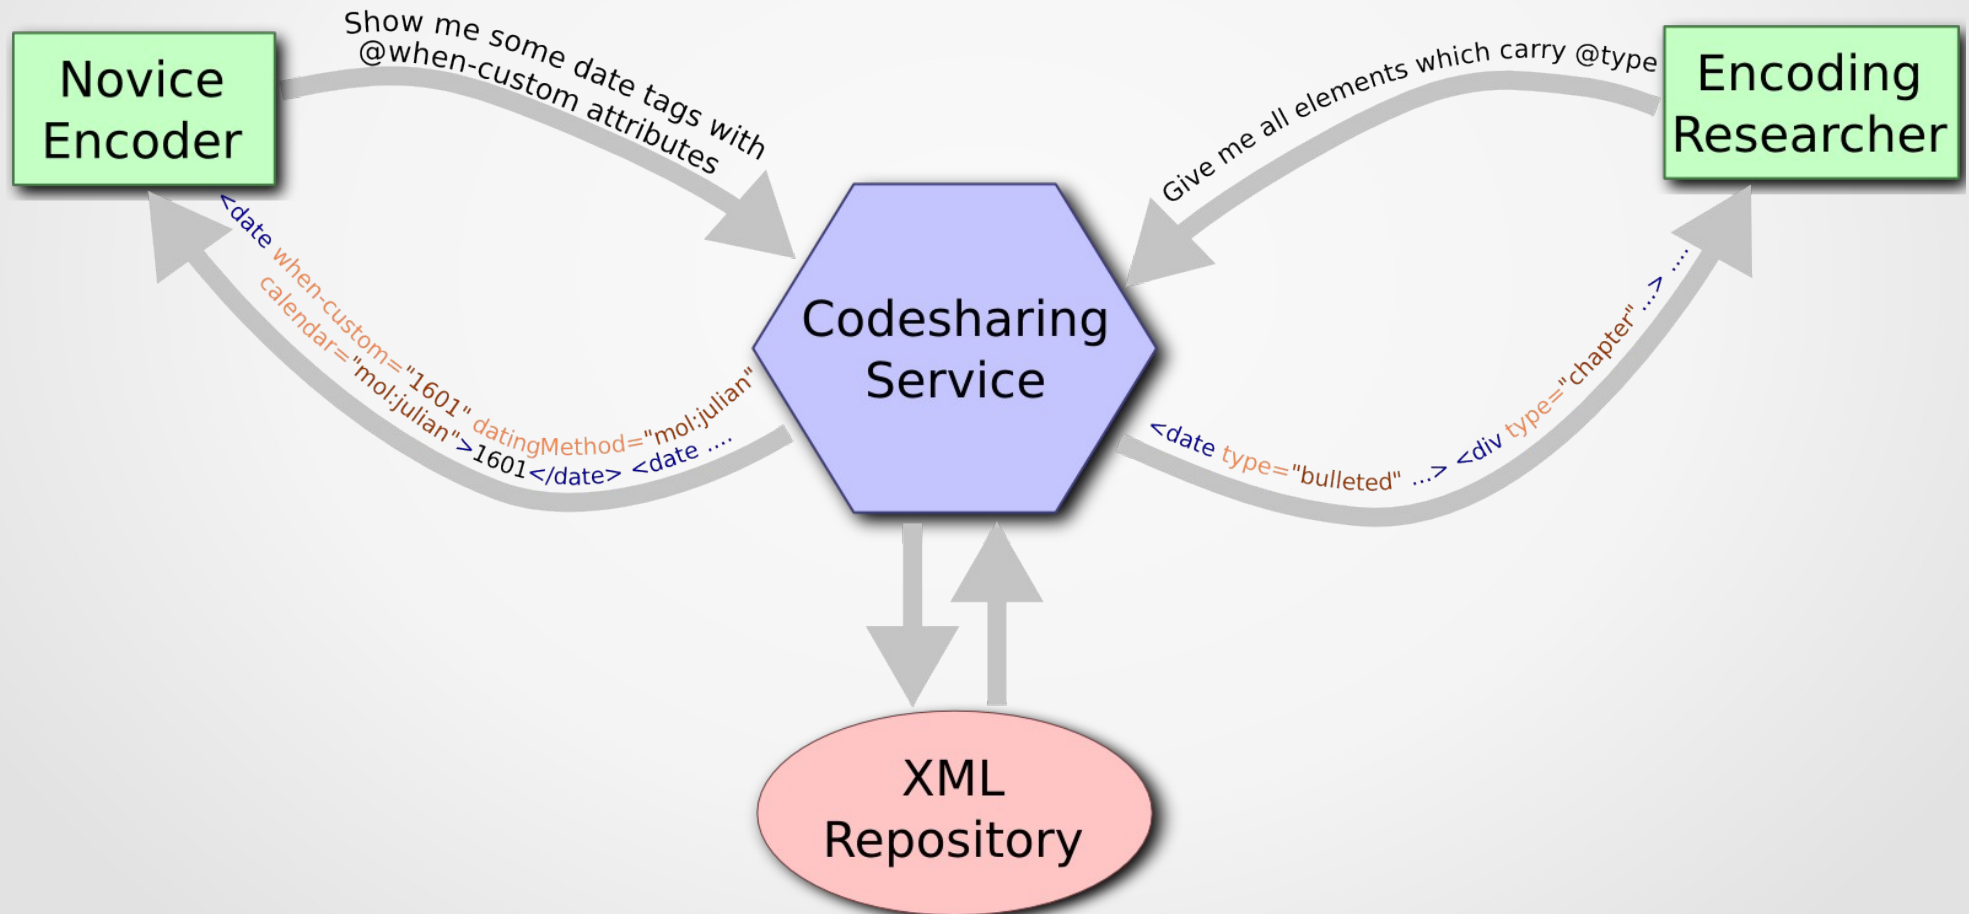 Novice
Encoder
Show me some date tags with
@when-custom attributes
Give me all elements which carry @type
Encoding
Researcher
<date when-custom="1601" datingMethod="mol:julian"
calendar="mol:julian">1601</date> <date ....
Codesharing
Service
<date type="bulleted" ...> <div type="chapter" ...> ....
XML
Repository